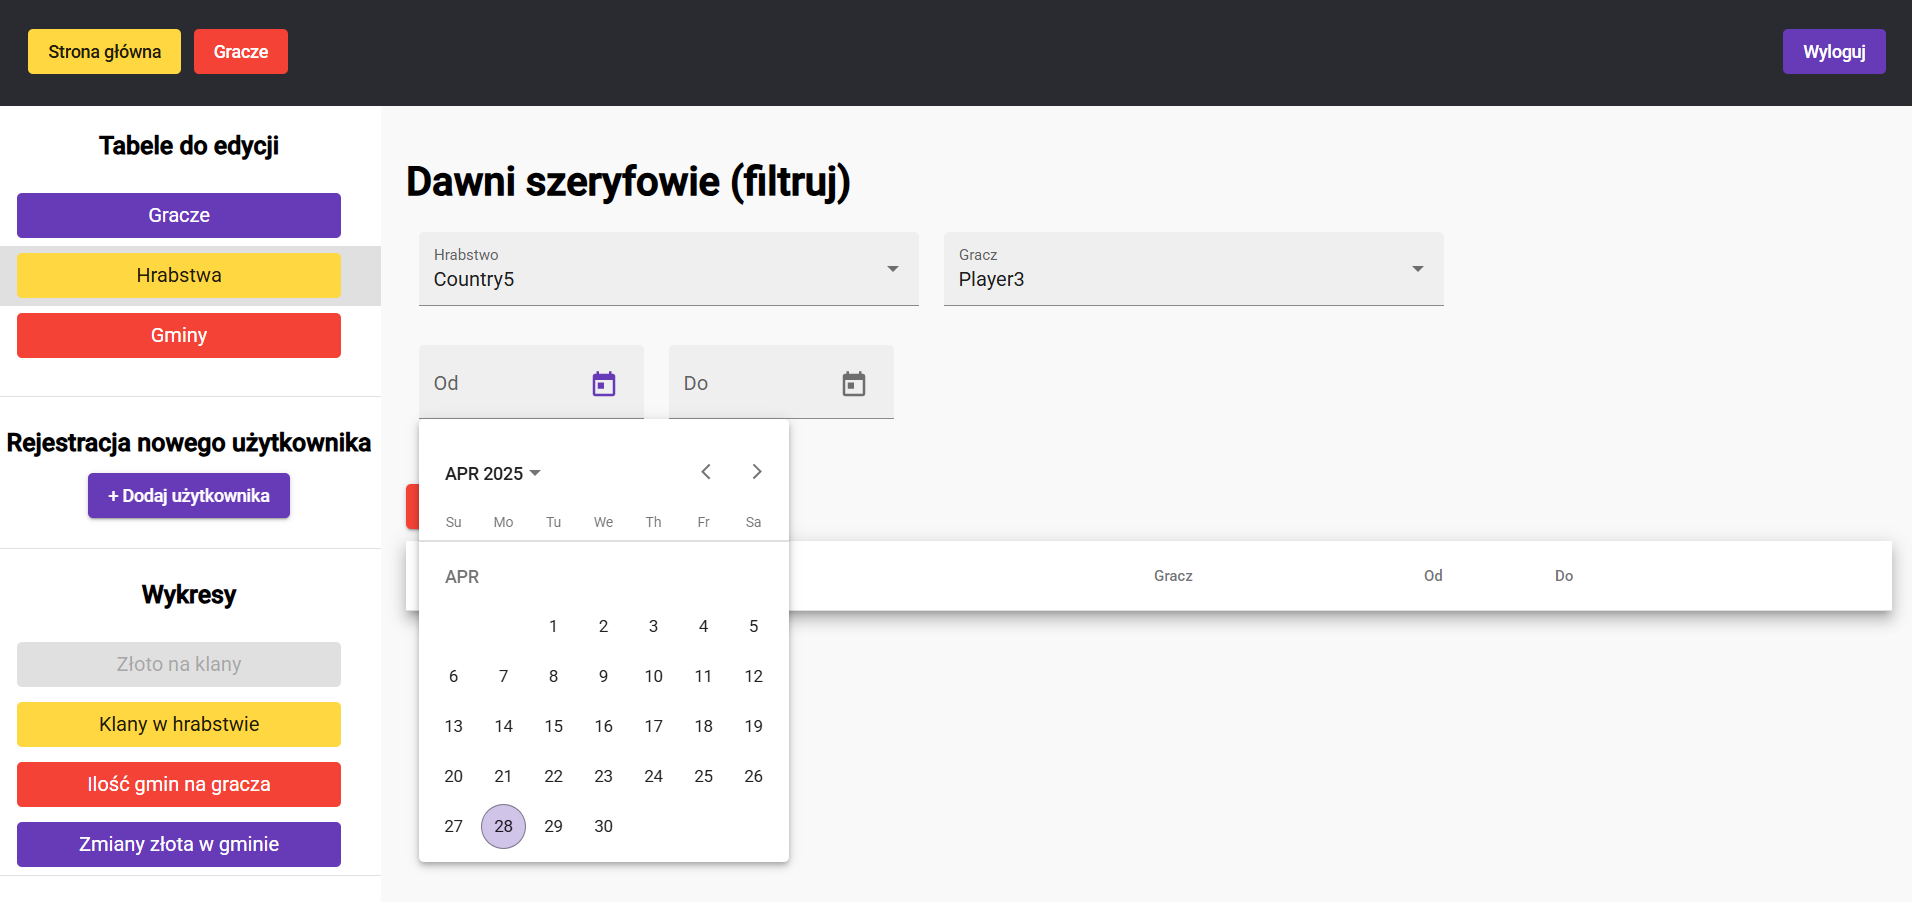 Strona główna Gracze Wyloguj
Tabele do edycji
Gracze
Hrabstwa
Gminy
Rejestracja nowego użytkownika
+ Dodaj użytkownika
Wykresy
Złoto na klany
Klany w hrabstwie
Ilość gmin na gracza
Zmiany złota w gminie
Dawni szeryfowie (filtruj)
Hrabstwo
Country5
Gracz
Player3
Od
Do
APR 2025
Su Mo Tu We Th Fr Sa
APR
1 2 3 4 5
6 7 8 9 10 11 12
13 14 15 16 17 18 19
20 21 22 23 24 25 26
27 28 29 30
Gracz Od Do